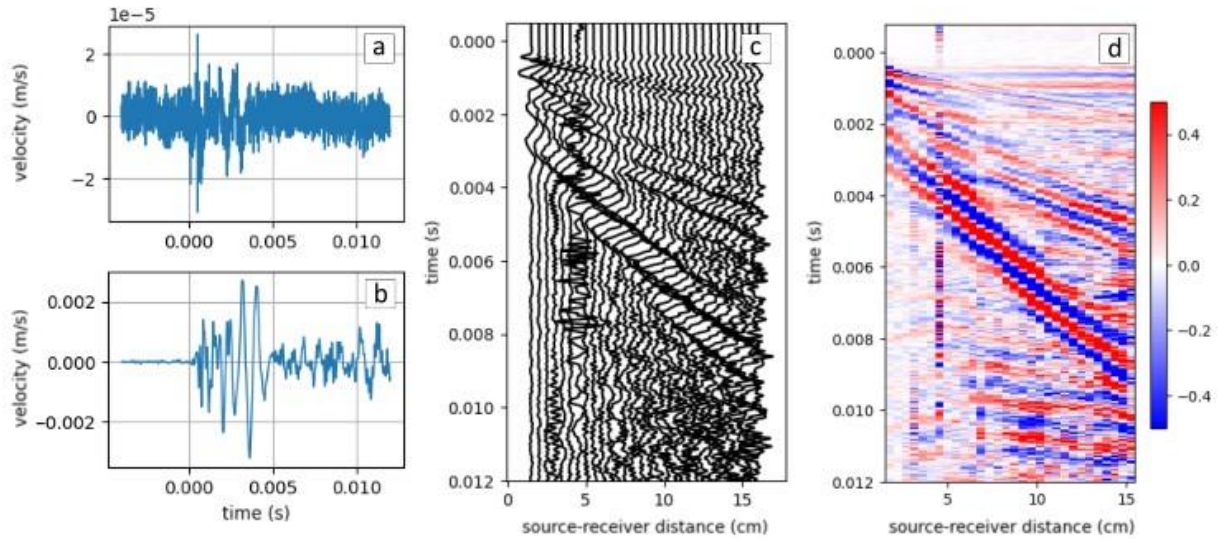 1e−5
a
2
0
−2
velocity (m/s)
0.000 0.005 0.010
b
0.002
0.000
−0.002
velocity (m/s)
0.000 0.005 0.010
time (s)
c
0.000
0.002
0.004
0.006
0.008
0.010
0.012
time (s)
0 5 10 15
source-receiver distance (cm)
d
0.000
0.002
0.004
0.006
0.008
0.010
0.012
time (s)
5 10 15
source-receiver distance (cm)
0.4
0.2
0.0
−0.2
−0.4